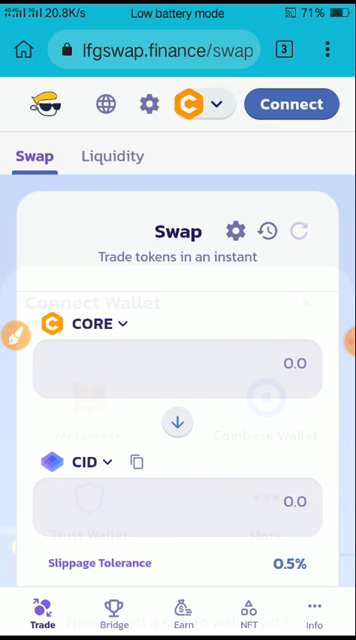 20.8K/s Low battery mode 71%
lfgswap.finance/swap 3
Connect
Swap Liquidity
Swap
Trade tokens in an instant
Connect Wallet
CORE
0.0
Metamask Coinbase Wallet
CID
0.0
Trust Wallet More
Slippage Tolerance 0.5%
Trade Bridge Earn NFT Info